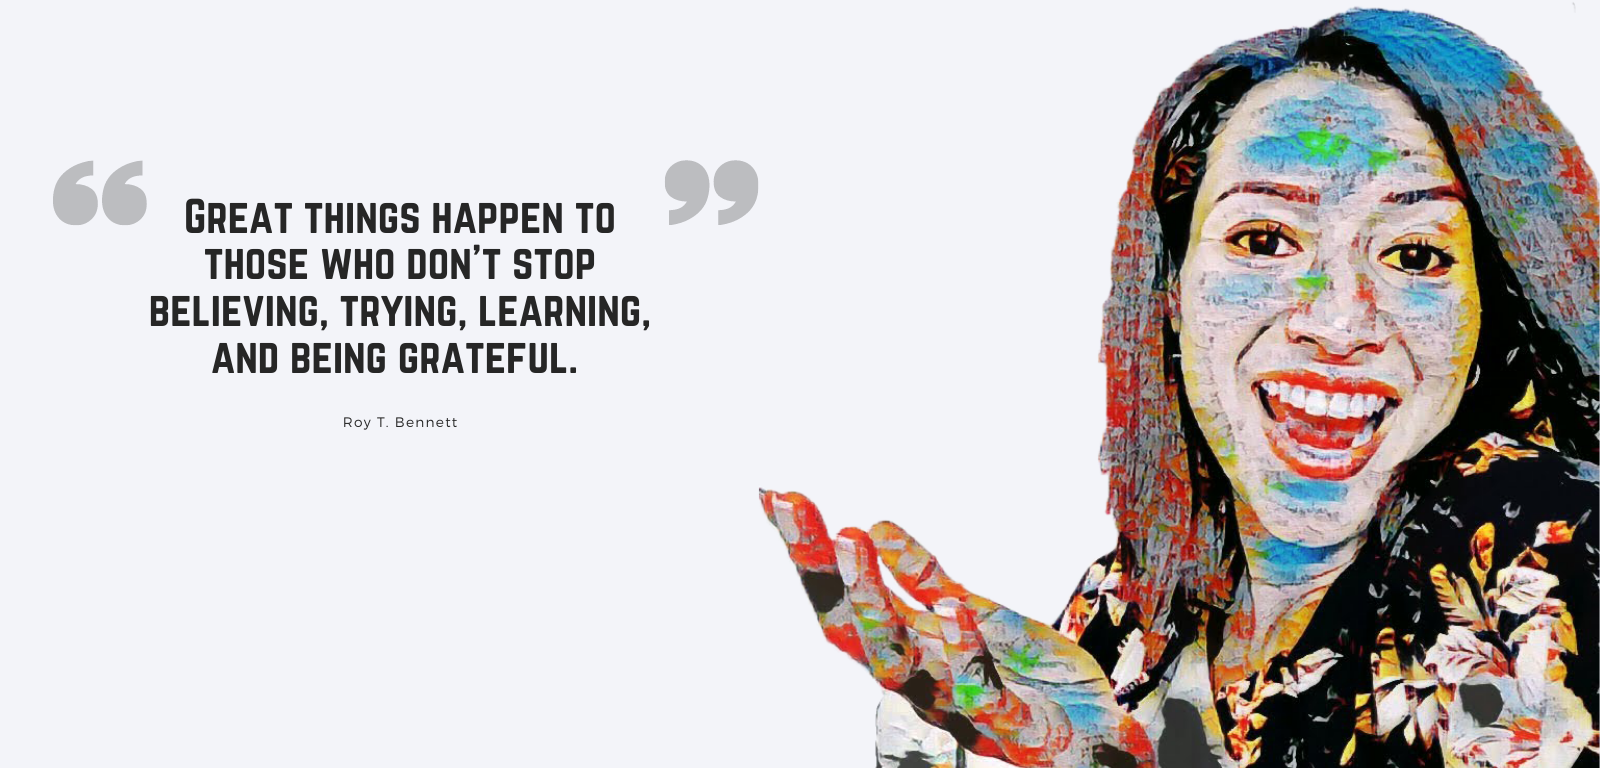 “ GREAT THINGS HAPPEN TO ”
THOSE WHO DON’T STOP
BELIEVING, TRYING, LEARNING,
AND BEING GRATEFUL.
Roy T. Bennett